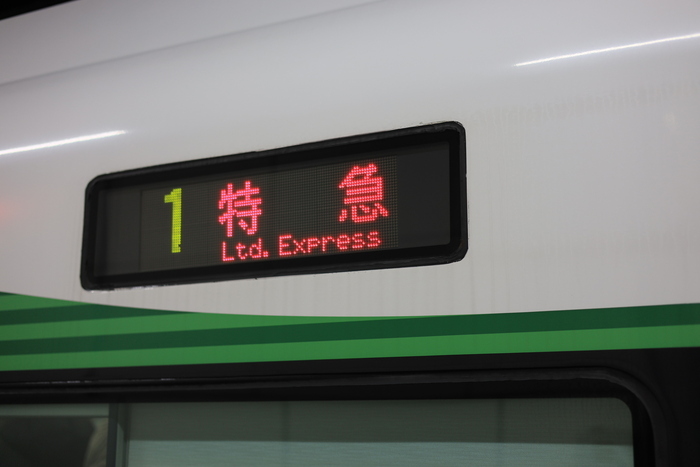 1 特急
Ltd. Express